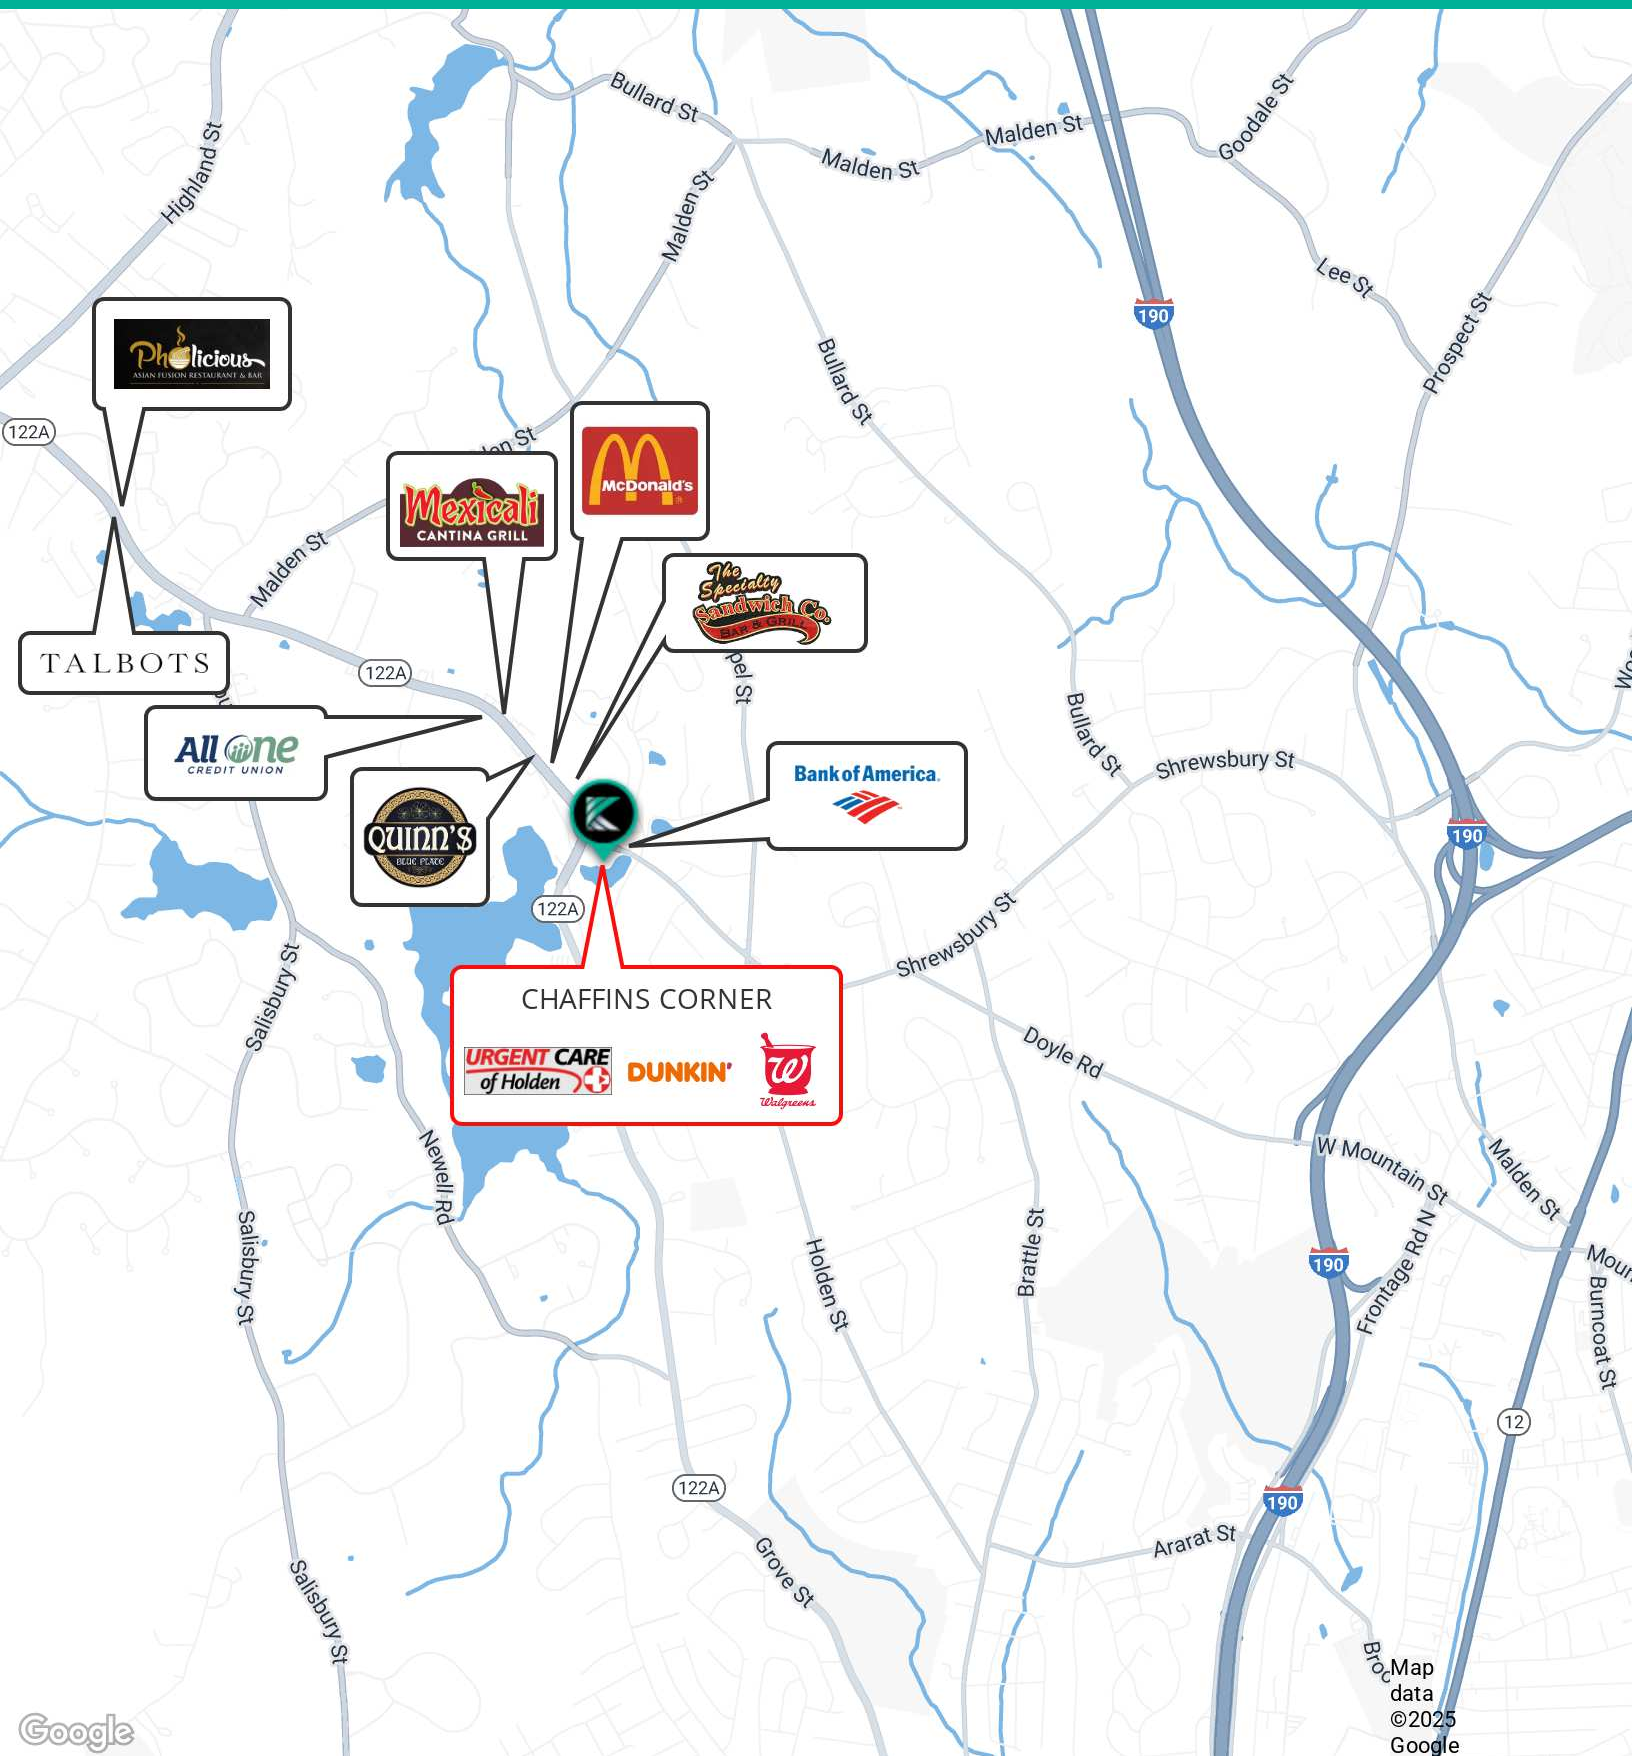 Bullard St
Malden St
Malden St
Goodale St
Highland St
Malden St
Lee St
190
Prospect St
Pholicious
ASIAN FUSION RESTAURANT & BAR
Bullard St
122A
McDonald's
Mexicali
CANTINA GRILL
Malden St
The
Specialty
Sandwich Co.
BAR & GRILL
TALBOTS
122A
Bullard St
Shrewsbury St
All One
CREDIT UNION
Bank of America
QUINN'S
BLUE PLATE
190
122A
Shrewsbury St
Salisbury St
CHAFFINS CORNER
URGENT CARE
of Holden
DUNKIN'
W
Walgreens
Doyle Rd
W Mountain St
Malden St
Newell Rd
Salisbury St
Holden St
Brattle St
190
Frontage Rd N
Burncoat St
12
122A
190
Grove St
Ararat St
Salisbury St
Map
data
©2025
Google
Google